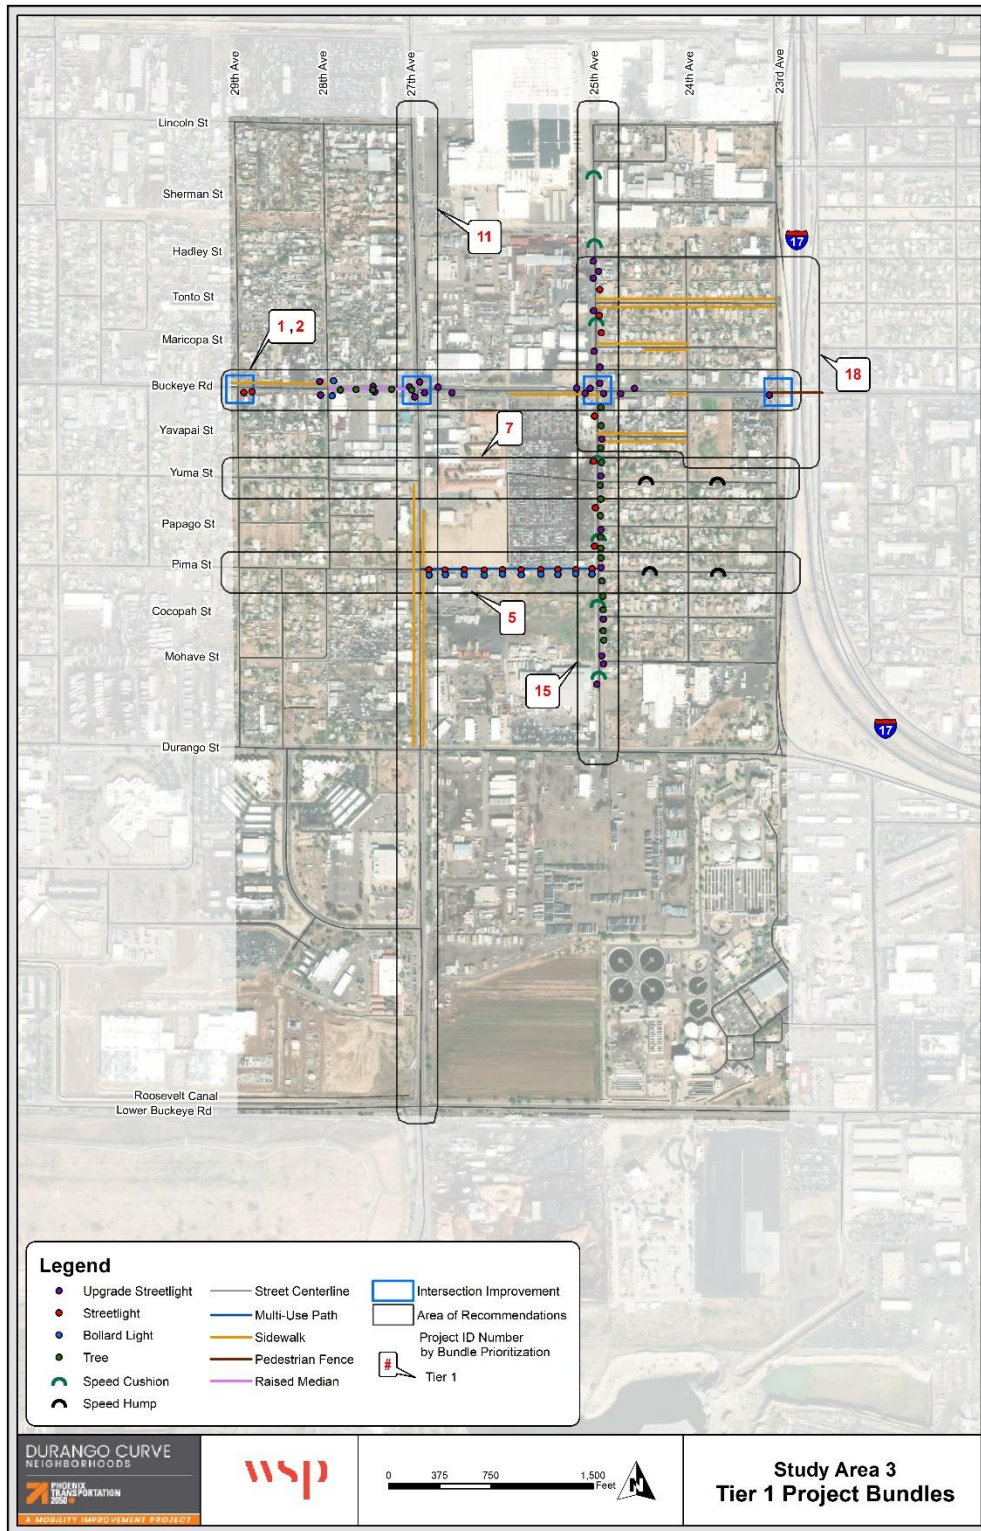 29th Ave
28th Ave
27th Ave
25th Ave
24th Ave
23rd Ave
Lincoln St
Sherman St
Hadley St
Tonto St
Maricopa St
Buckeye Rd
Yavapai St
Yuma St
Papago St
Pima St
Cocopah St
Mohave St
Durango St
Roosevelt Canal
Lower Buckeye Rd
11
17
1 , 2
18
7
5
15
17
Legend
Upgrade Streetlight
Streetlight
Bollard Light
Tree
Speed Cushion
Speed Hump
Street Centerline
Multi-Use Path
Sidewalk
Pedestrian Fence
Raised Median
Intersection Improvement
Area of Recommendations
Project ID Number
by Bundle Prioritization
#
Tier 1
DURANGO CURVE
NEIGHBORHOODS
PHOENIX
TRANSPORTATION
2050
A MOBILITY IMPROVEMENT PROJECT
wsp
0 375 750 1,500
Feet
N
Study Area 3
Tier 1 Project Bundles